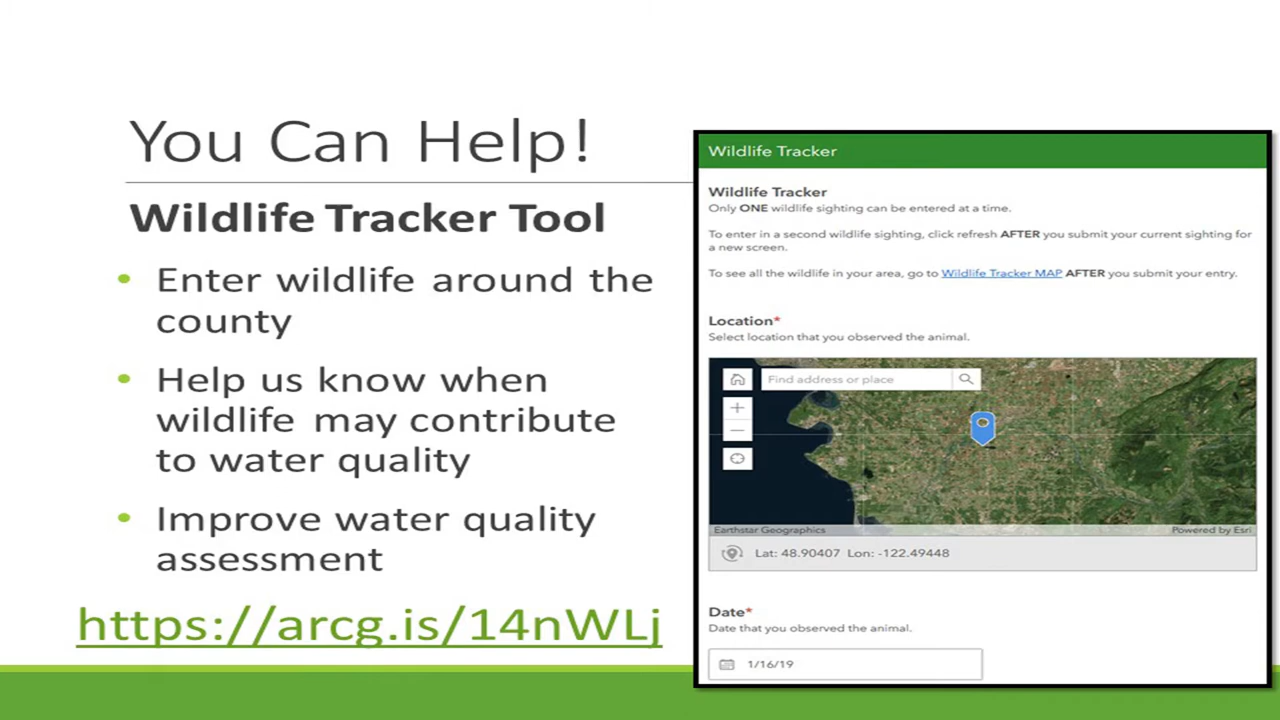 You Can Help!
Wildlife Tracker Tool
• Enter wildlife around the
county
• Help us know when
wildlife may contribute
to water quality
• Improve water quality
assessment
https://arcg.is/14nWLj
Wildlife Tracker
Wildlife Tracker
Only ONE wildlife sighting can be entered at a time.
To enter in a second wildlife sighting, click refresh AFTER you submit your current sighting for
a new screen.
To see all the wildlife in your area, go to Wildlife Tracker MAP AFTER you submit your entry.
Location*
Select location that you observed the animal.
Find address or place
Earthstar Geographics
Powered by Esri
Lat: 48.90407 Lon: -122.49448
Date*
Date that you observed the animal.
1/16/19